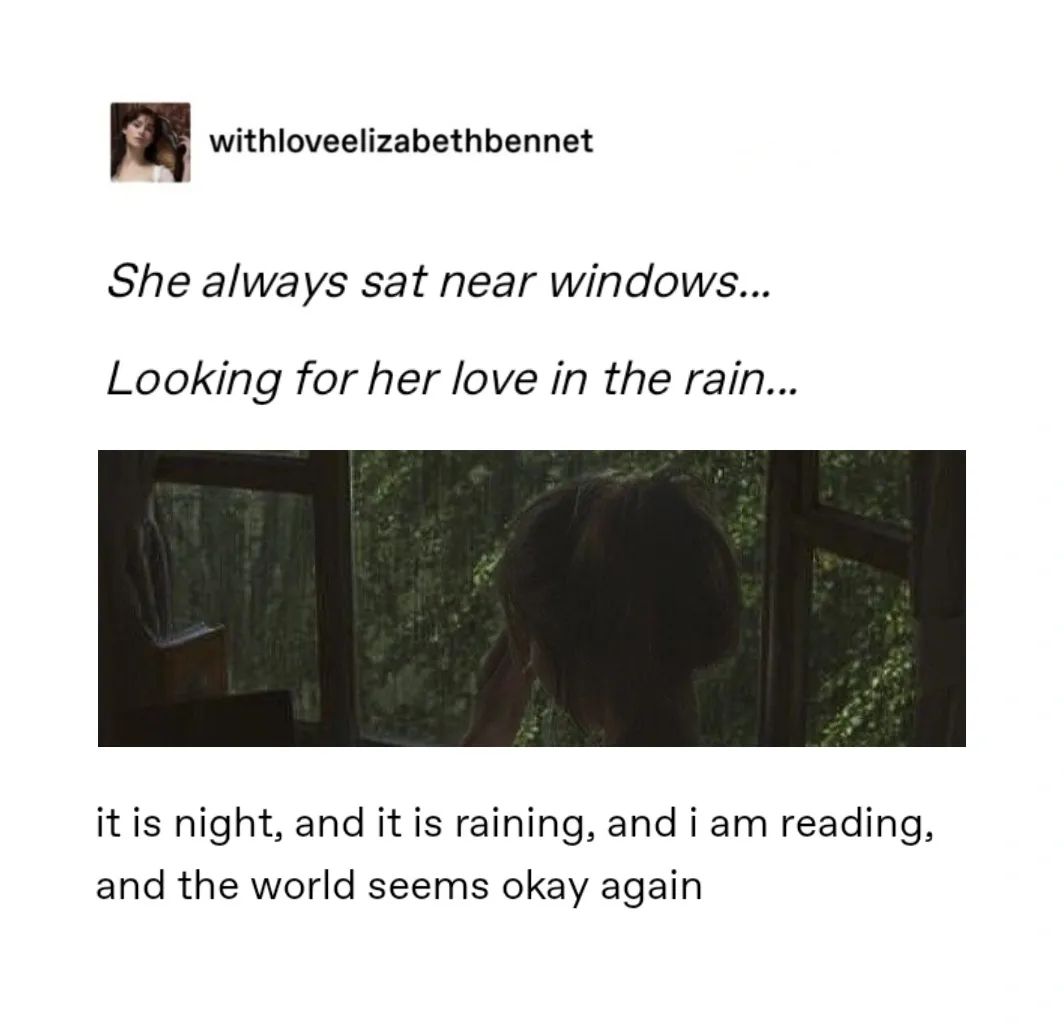 withloveelizabethbennet
She always sat near windows...
Looking for her love in the rain...
it is night, and it is raining, and i am reading,
and the world seems okay again